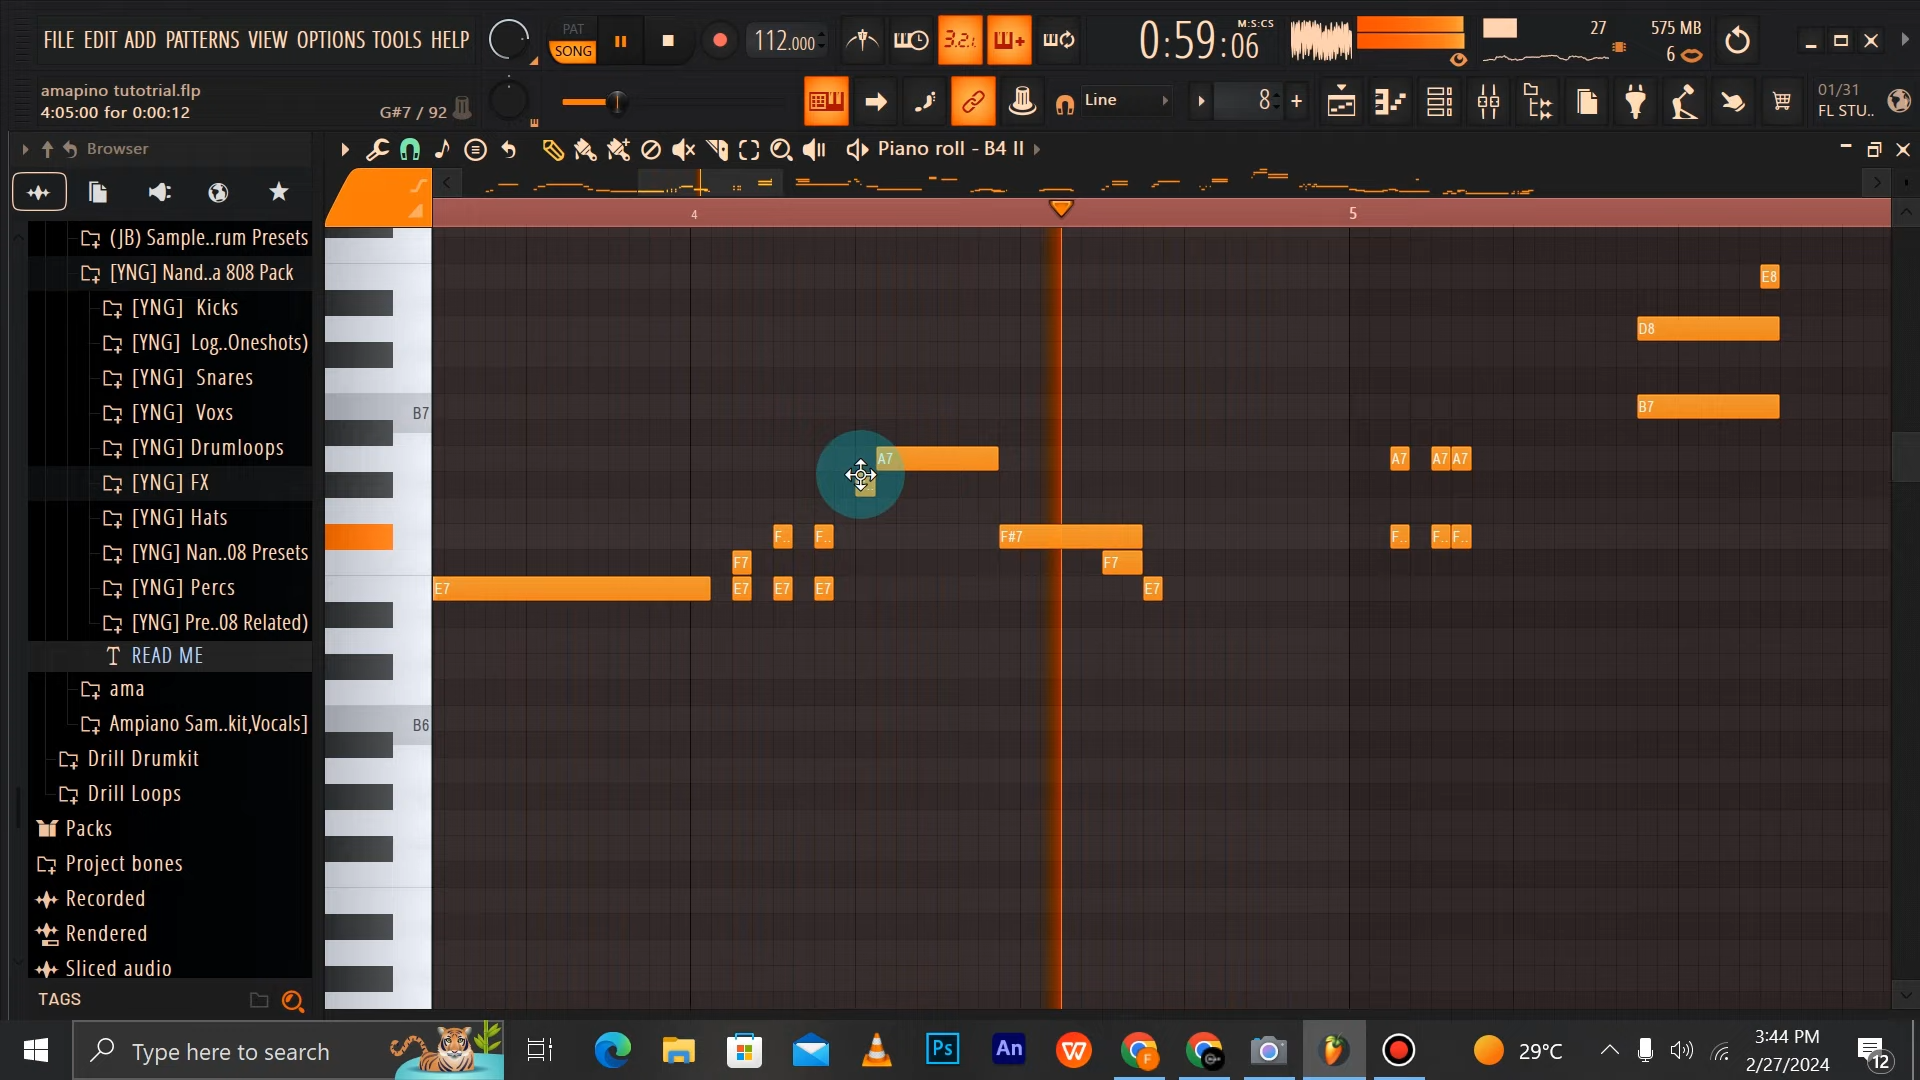 FILE EDIT ADD PATTERNS VIEW OPTIONS TOOLS HELP
PAT
SONG
112.000
3.2.
0:59:06
M:S:CS
27
575 MB
6
amapino tutotrial.flp
4:05:00 for 0:00:12
G#7 / 92
Line
8
01/31
FL STU..
Browser
Piano roll - B4 II
4
5
(JB) Sample..rum Presets
[YNG] Nand..a 808 Pack
[YNG] Kicks
[YNG] Log..Oneshots)
[YNG] Snares
[YNG] Voxs
[YNG] Drumloops
[YNG] FX
[YNG] Hats
[YNG] Nan..08 Presets
[YNG] Percs
[YNG] Pre..08 Related)
READ ME
ama
Ampiano Sam..kit,Vocals]
Drill Drumkit
Drill Loops
Packs
Project bones
Recorded
Rendered
Sliced audio
TAGS
B7
B6
E8
D8
B7
A7
A7
A7
A7
F..
F..
F#7
F..
F..
F..
F7
F7
E7
E7
E7
E7
E7
Type here to search
Ps
An
W
F
29°C
3:44 PM
2/27/2024
12